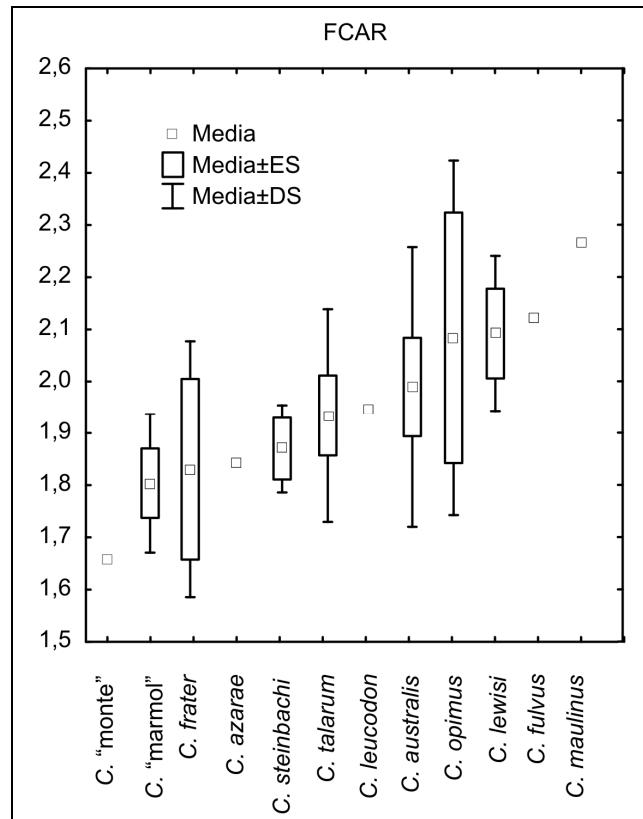 FCAR
2,6
2,5
2,4
2,3
2,2
2,1
2,0
1,9
1,8
1,7
1,6
1,5
Media
Media±ES
Media±DS
C. “monte”
C. “marmol”
C. frater
C. azarae
C. steinbachi
C. talarum
C. leucodon
C. australis
C. opimus
C. lewisi
C. fulvus
C. maulinus